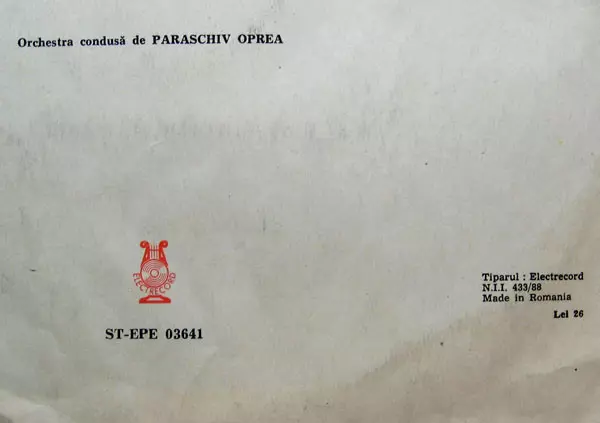 Orchestra condusă de PARASCHIV OPREA
ELECTRECORD
ST-EPE 03641
Tiparul : Electrecord
N.I.I. 433/88
Made in Romania
Lei 26